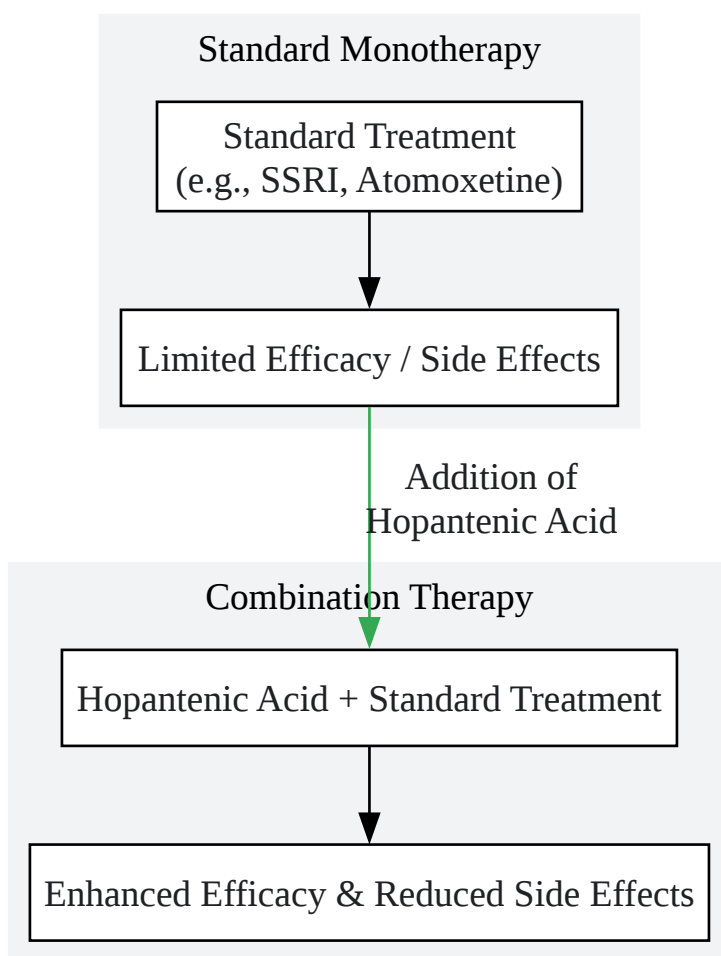 Standard Monotherapy
Standard Treatment
(e.g., SSRI, Atomoxetine)
Limited Efficacy / Side Effects
Addition of
Hopantenic Acid
Combination Therapy
Hopantenic Acid + Standard Treatment
Enhanced Efficacy & Reduced Side Effects